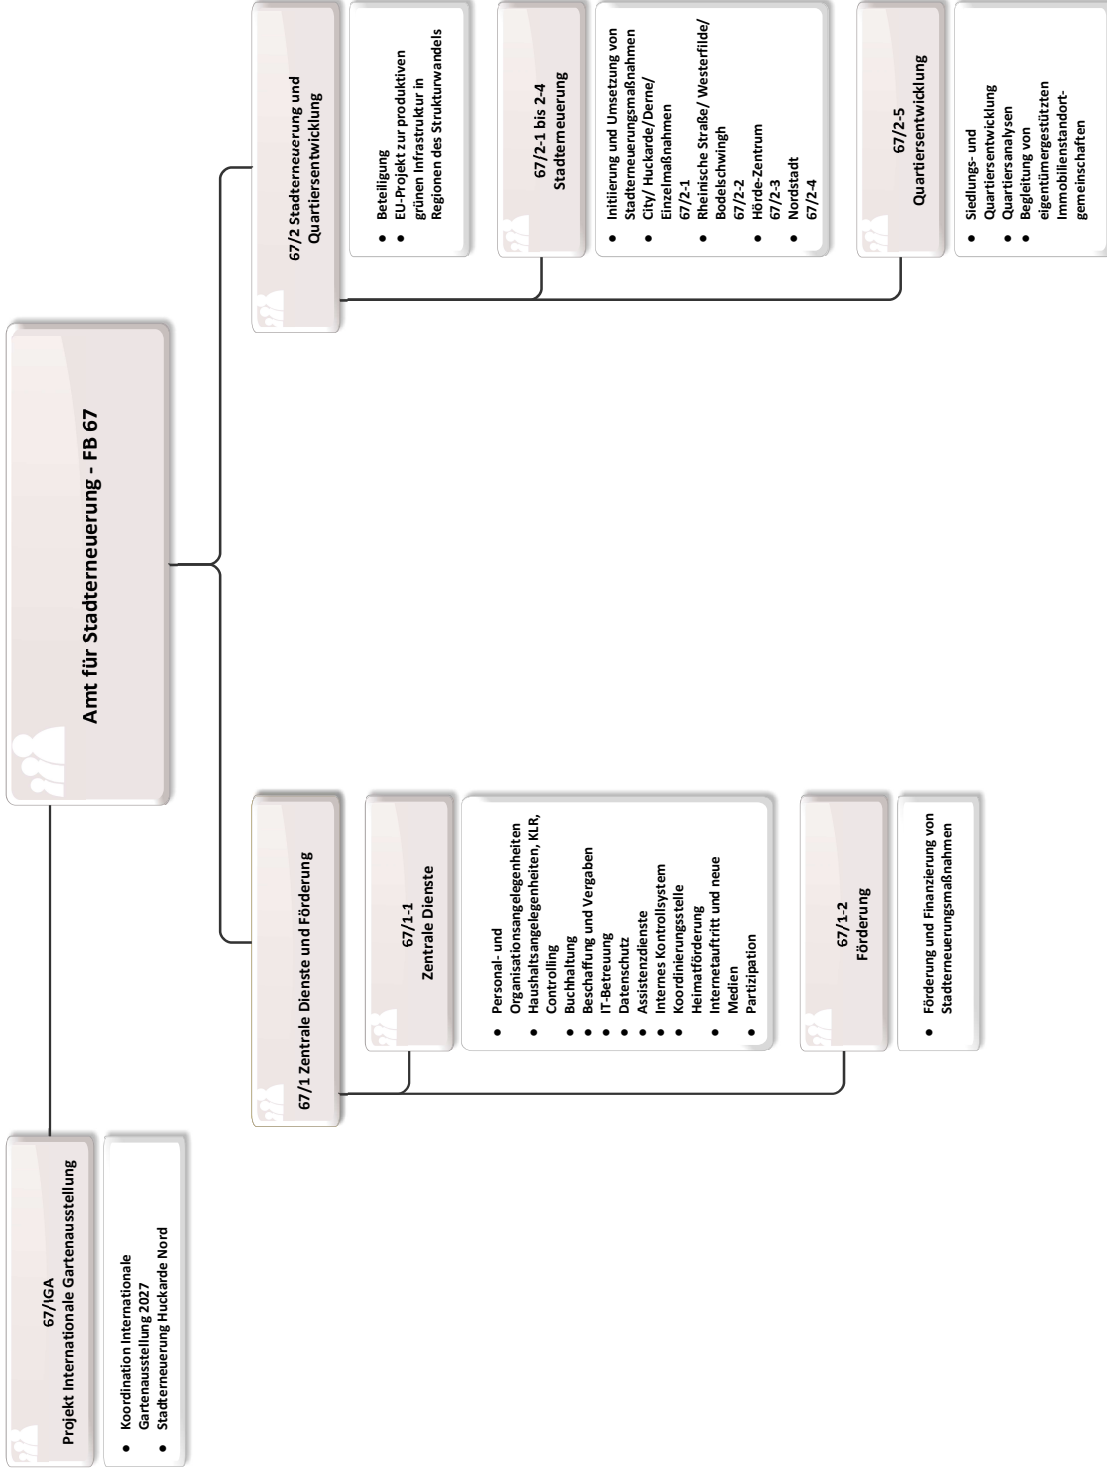 Amt für Stadterneuerung - FB 67
67/IGA
Projekt Internationale Gartenausstellung
• Koordination Internationale
Gartenausstellung 2027
• Stadterneuerung Huckarde Nord
67/1 Zentrale Dienste und Förderung
67/1-1
Zentrale Dienste
• Personal- und
Organisationsangelegenheiten
• Haushaltsangelegenheiten, KLR,
Controlling
• Buchhaltung
• Beschaffung und Vergaben
• IT-Betreuung
• Datenschutz
• Assistenzdienste
• Internes Kontrollsystem
• Koordinierungsstelle
Heimatförderung
• Internetauftritt und neue
Medien
• Partizipation
67/1-2
Förderung
• Förderung und Finanzierung von
Stadterneuerungsmaßnahmen
67/2 Stadterneuerung und
Quartiersentwicklung
• Beteiligung
• EU-Projekt zur produktiven
grünen Infrastruktur in
Regionen des Strukturwandels
67/2-1 bis 2-4
Stadterneuerung
• Initiierung und Umsetzung von
Stadterneuerungsmaßnahmen
• City/ Huckarde/Derne/
Einzelmaßnahmen
67/2-1
• Rheinische Straße/ Westerfilde/
Bodelschwingh
67/2-2
• Hörde-Zentrum
67/2-3
• Nordstadt
67/2-4
67/2-5
Quartiersentwicklung
• Siedlungs- und
Quartiersentwicklung
• Quartiersanalysen
• Begleitung von
eigentümergestützten
Immobilienstandort-
gemeinschaften